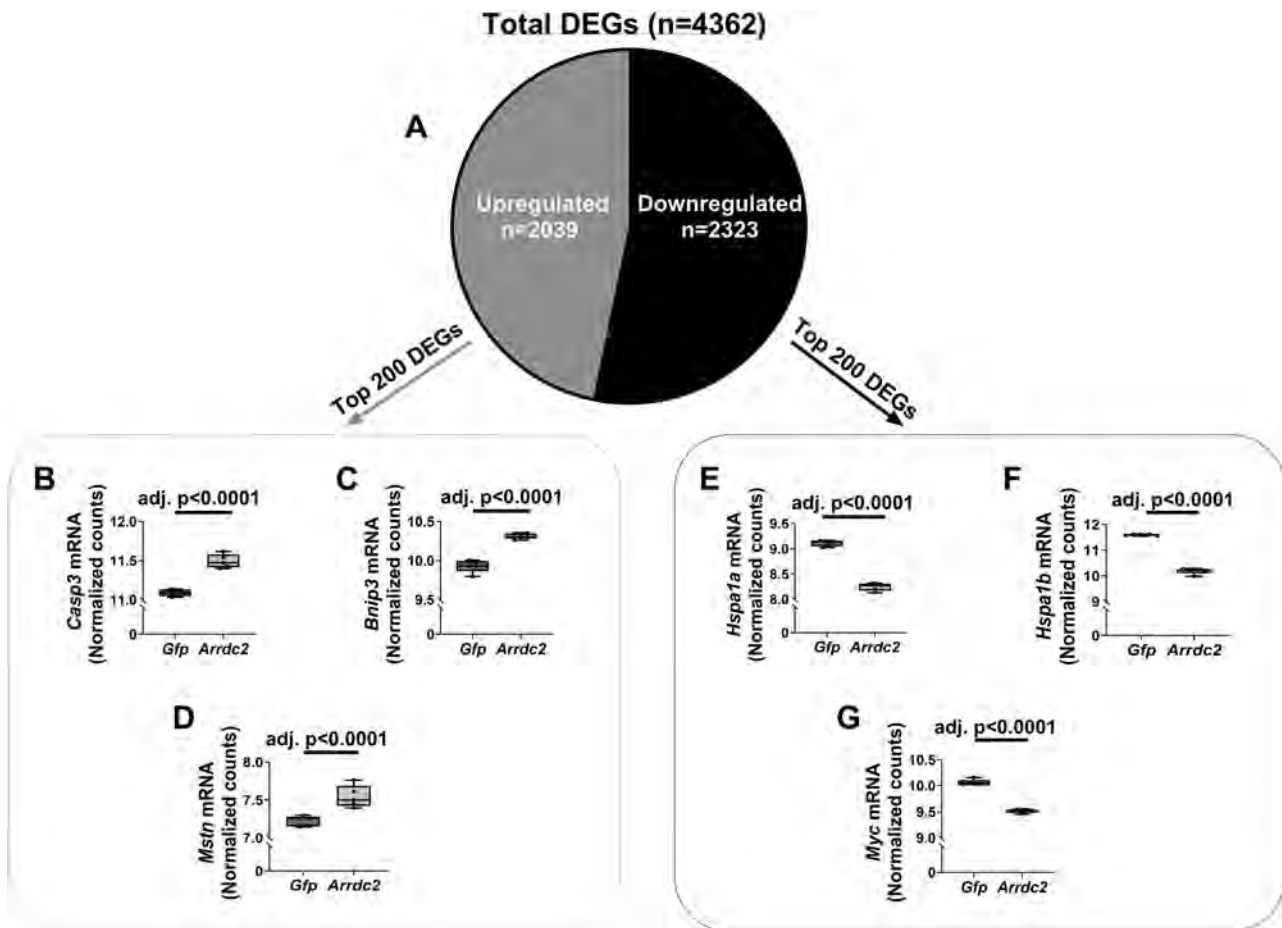 Total DEGs (n=4362)
A
Upregulated
n=2039
Downregulated
n=2323
Top 200 DEGs
Top 200 DEGs
B
adj. p<0.0001
Casp3 mRNA
(Normalized counts)
12.0
11.5
11.0
0
Gfp Arrdc2
C
adj. p<0.0001
Bnip3 mRNA
(Normalized counts)
10.5
10.0
9.5
0
Gfp Arrdc2
D
adj. p<0.0001
Mstn mRNA
(Normalized counts)
8.0
7.5
7.0
0
Gfp Arrdc2
E
adj. p<0.0001
Hspa1a mRNA
(Normalized counts)
9.5
9.0
8.5
8.0
0
Gfp Arrdc2
F
adj. p<0.0001
Hspa1b mRNA
(Normalized counts)
12
11
10
9
0
Gfp Arrdc2
G
adj. p<0.0001
Myc mRNA
(Normalized counts)
10.5
10.0
9.5
9.0
0
Gfp Arrdc2